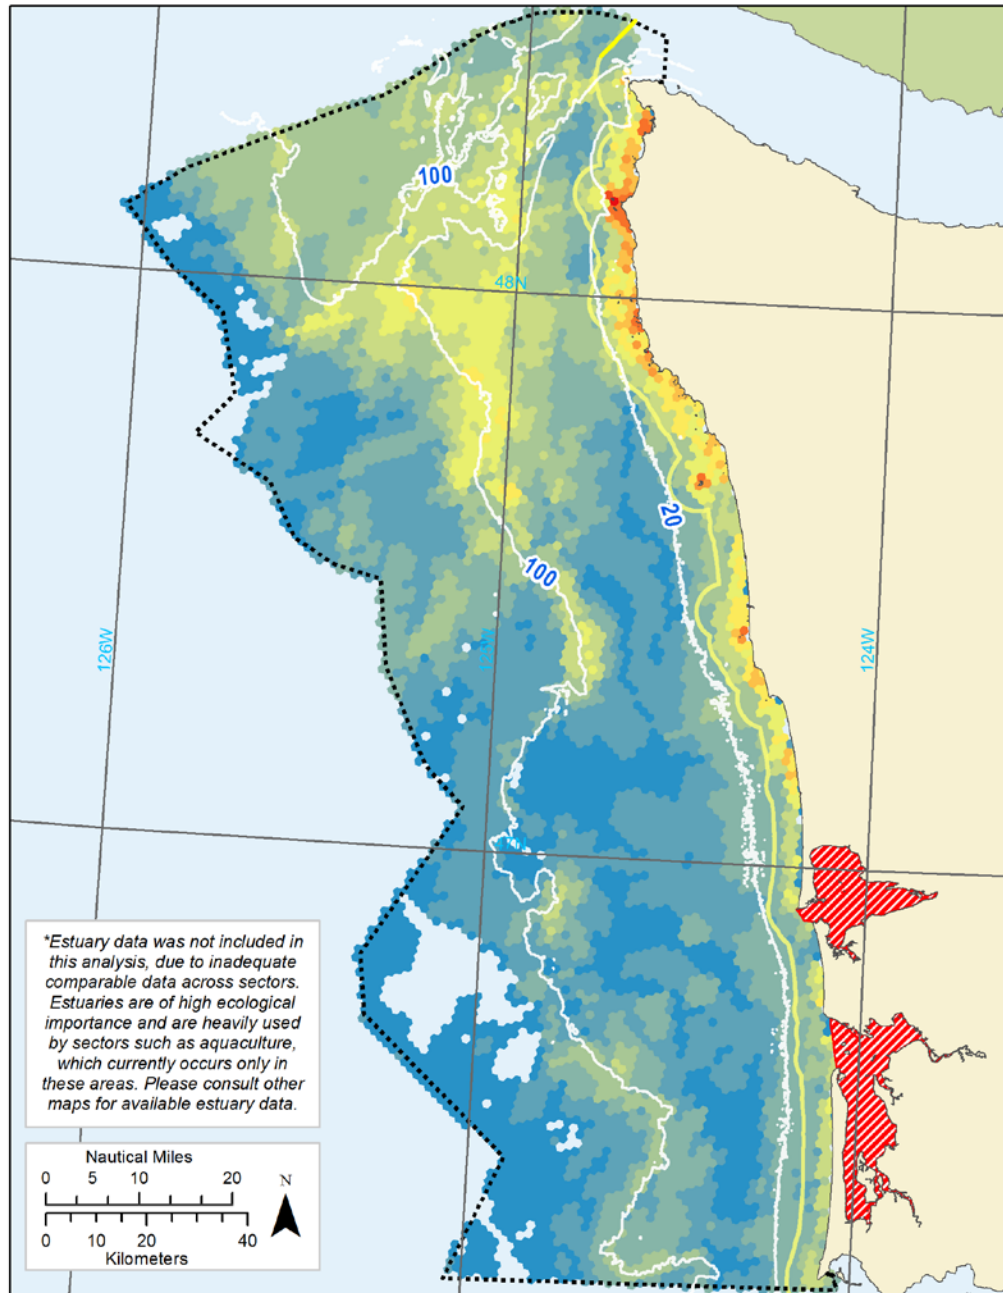 100
48N
20
100
126W
124W
*Estuary data was not included in
this analysis, due to inadequate
comparable data across sectors.
Estuaries are of high ecological
importance and are heavily used
by sectors such as aquaculture,
which currently occurs only in
these areas. Please consult other
maps for available estuary data.
Nautical Miles
0 5 10 20
N
0 10 20 40
Kilometers